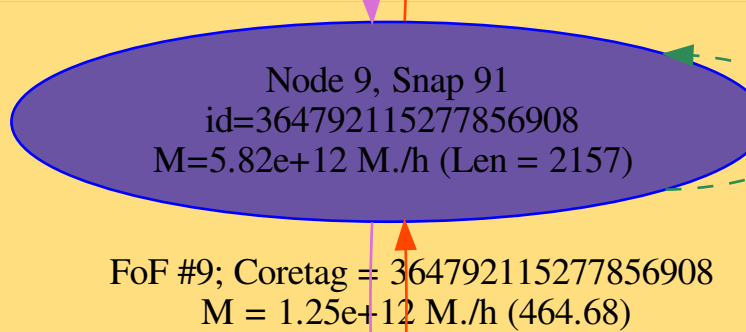 Node 9, Snap 91
id=364792115277856908
M=5.82e+12 M./h (Len = 2157)
FoF #9; Coretag = 364792115277856908
M = 1.25e+12 M./h (464.68)